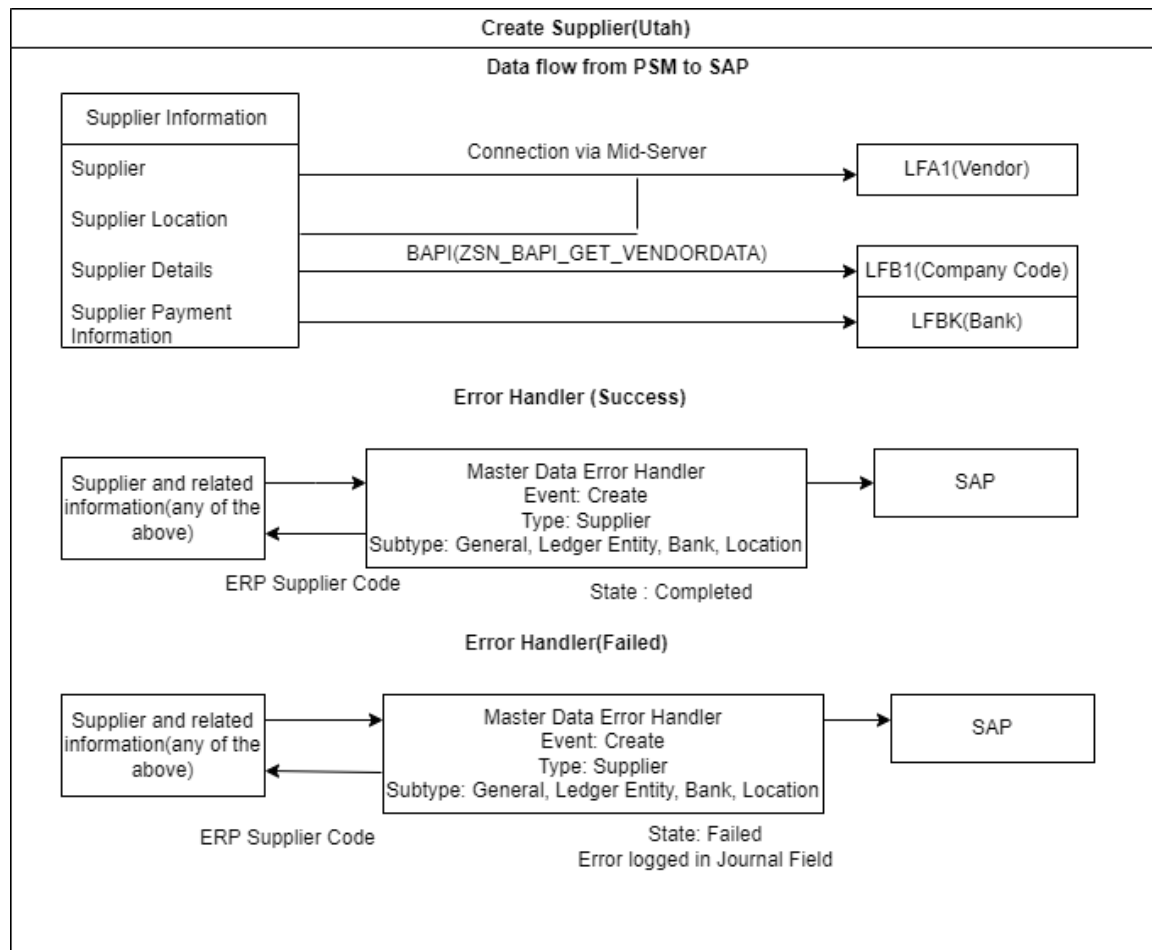 Create Supplier(Utah)
Data flow from PSM to SAP
Supplier Information
Supplier
Supplier Location
Supplier Details
Supplier Payment
Information
Connection via Mid-Server
BAPI(ZSN_BAPI_GET_VENDORDATA)
LFA1(Vendor)
LFB1(Company Code)
LFBK(Bank)
Error Handler (Success)
Supplier and related
information(any of the
above)
Master Data Error Handler
Event: Create
Type: Supplier
Subtype: General, Ledger Entity, Bank, Location
SAP
ERP Supplier Code
State : Completed
Error Handler(Failed)
Supplier and related
information(any of the
above)
Master Data Error Handler
Event: Create
Type: Supplier
Subtype: General, Ledger Entity, Bank, Location
SAP
ERP Supplier Code
State: Failed
Error logged in Journal Field